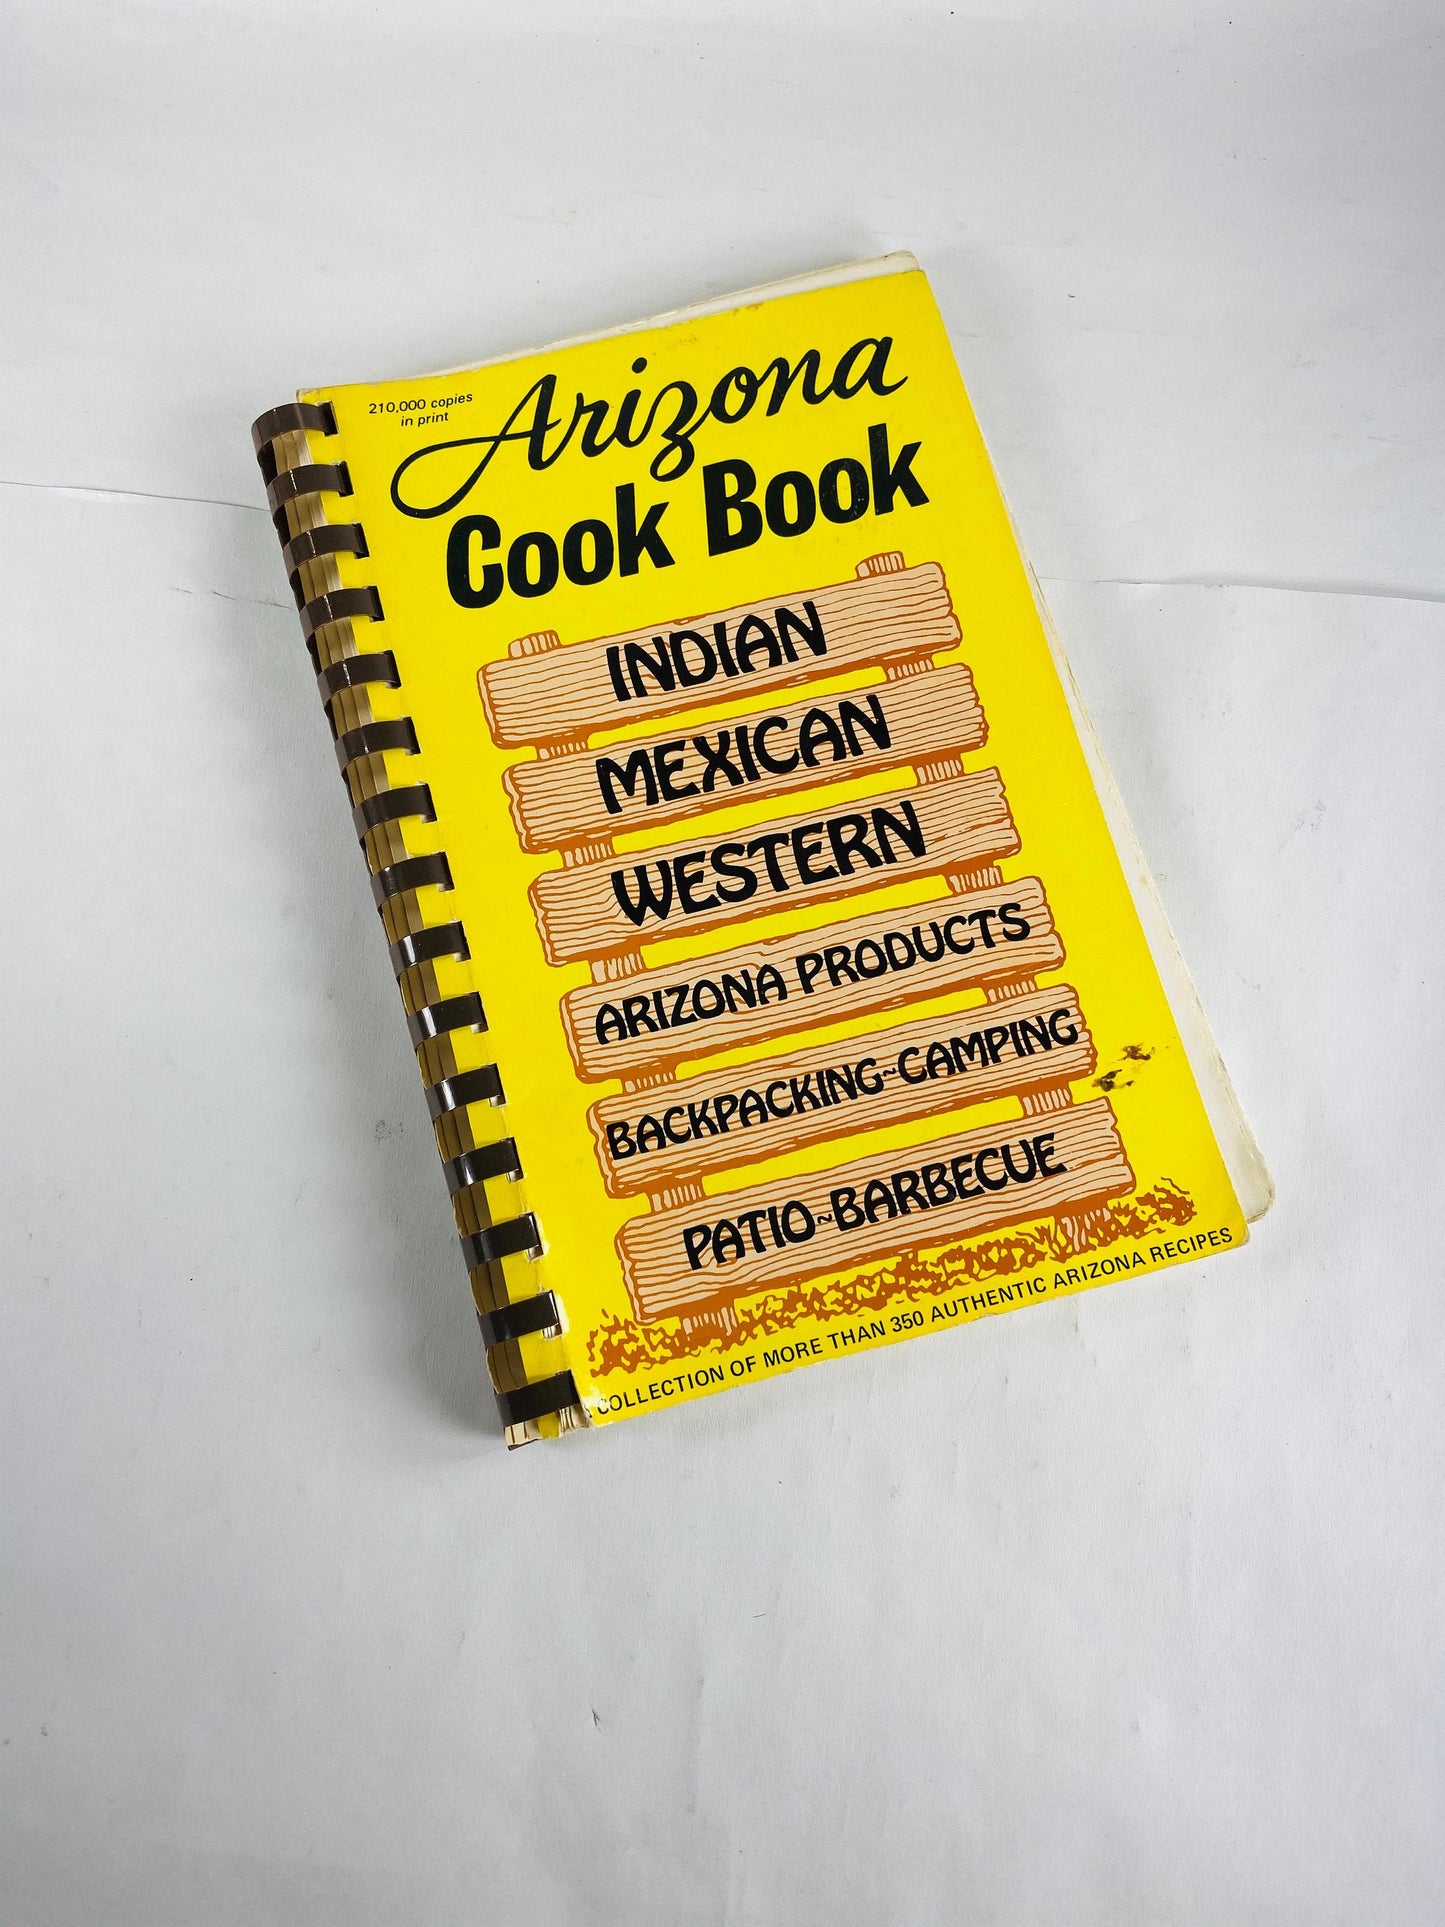 210,000 copies
in print
Arizona
Cook Book
INDIAN
MEXICAN
WESTERN
ARIZONA PRODUCTS
BACKPACKING~CAMPING
PATIO~BARBECUE
COLLECTION OF MORE THAN 350 AUTHENTIC ARIZONA RECIPES